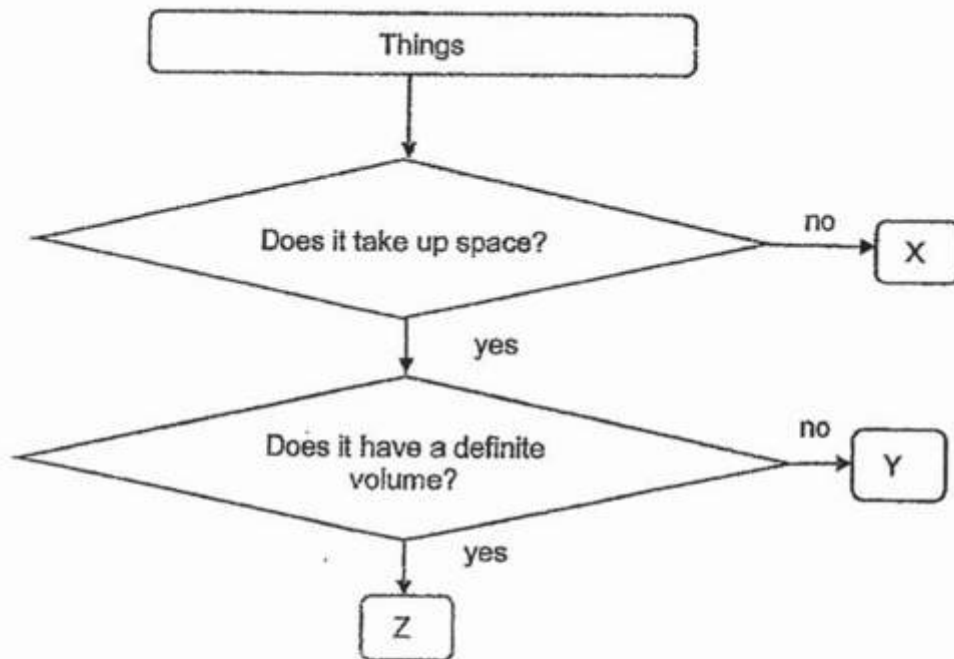 Things
Does it take up space?
no
X
yes
Does it have a definite
volume?
no
Y
yes
Z